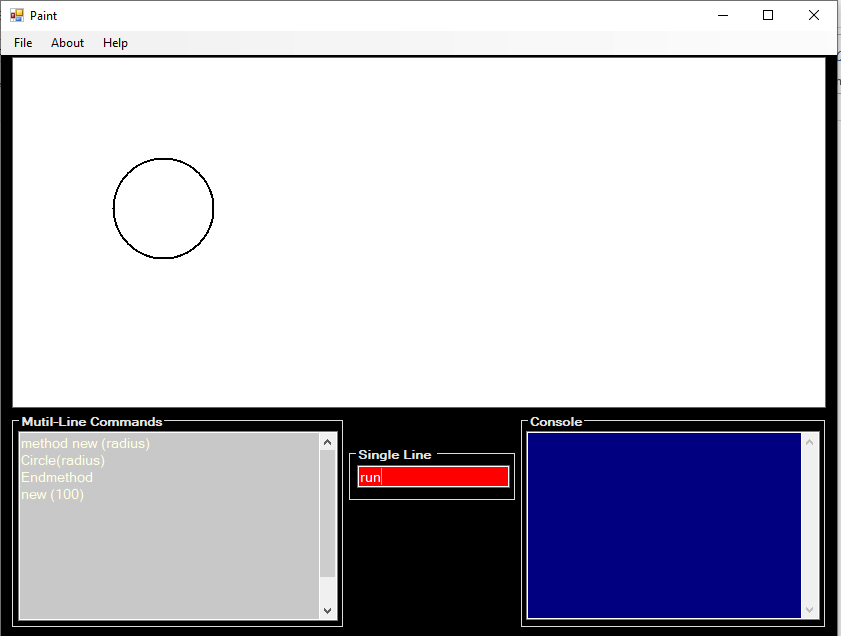 Paint
File About Help
Mutil-Line Commands
method new (radius)
Circle(radius)
Endmethod
new (100)
Single Line
run
Console